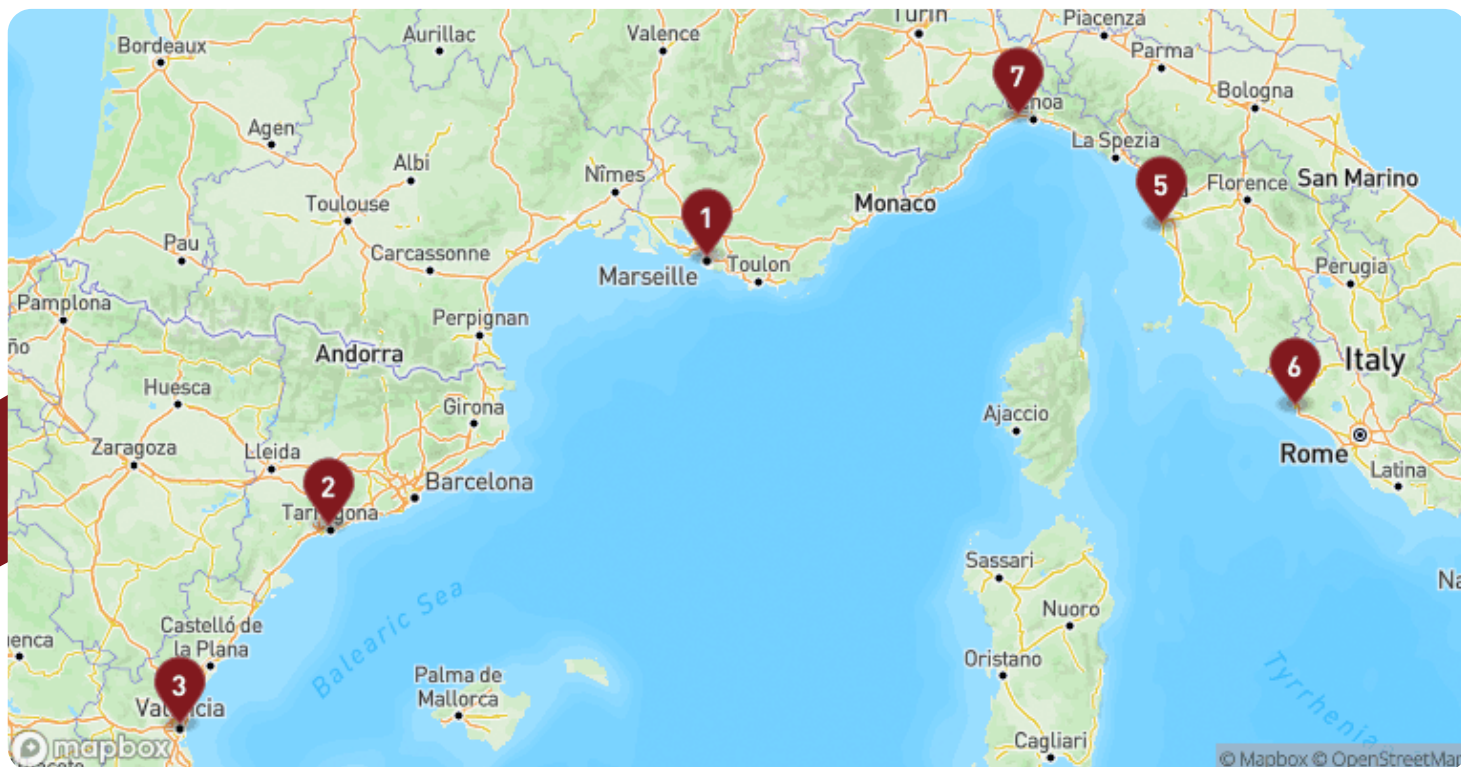 Turin
Piacenza
Bordeaux
Aurillac
Valence
Parma
7
Genoa
Bologna
Agen
La Spezia
Albi
Nîmes
5
Florence
San Marino
Toulouse
1
Monaco
Pau
Carcassonne
Marseille
Toulon
Perugia
Pamplona
Perpignan
ño
Andorra
6
Italy
Huesca
Girona
Ajaccio
Zaragoza
Lleida
Rome
2
Barcelona
Latina
Tarragona
Sassari
Na
Balearic Sea
Nuoro
Castelló de
la Plana
uenca
Oristano
3
Palma de
Mallorca
Valencia
Tyrrhenia
Cagliari
mapbox
© Mapbox © OpenStreetMap